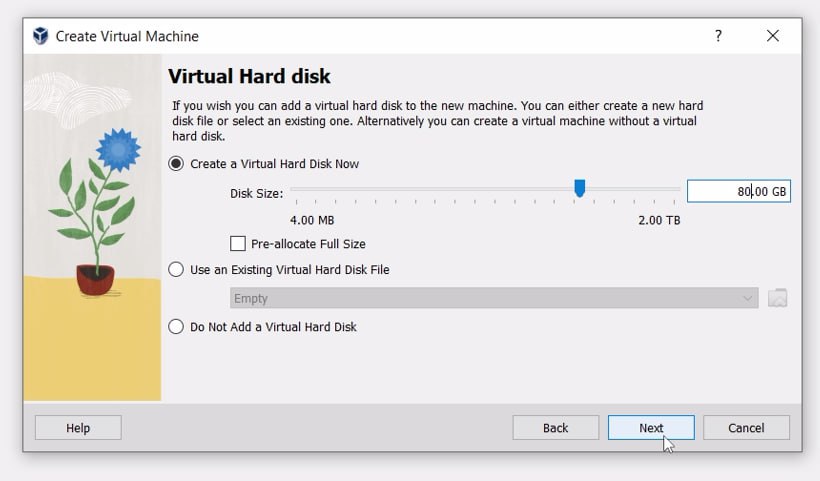 Create Virtual Machine
?
Virtual Hard disk
If you wish you can add a virtual hard disk to the new machine. You can either create a new hard
disk file or select an existing one. Alternatively you can create a virtual machine without a virtual
hard disk.
Create a Virtual Hard Disk Now
Disk Size:
80.00 GB
4.00 MB
2.00 TB
Pre-allocate Full Size
Use an Existing Virtual Hard Disk File
Empty
Do Not Add a Virtual Hard Disk
Help
Back
Next
Cancel